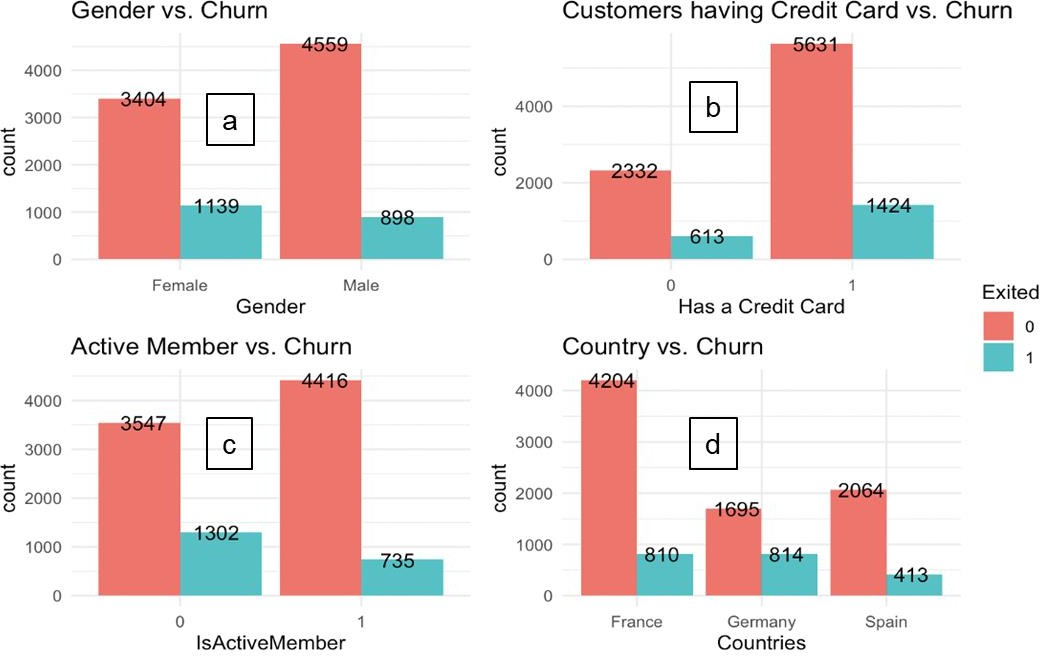 Gender vs. Churn
count
4000
3000
2000
1000
0
3404
1139
4559
898
a
Female
Male
Gender
Customers having Credit Card vs. Churn
count
4000
2000
0
2332
613
5631
1424
b
0
1
Has a Credit Card
Exited
0
1
Active Member vs. Churn
count
4000
3000
2000
1000
0
3547
1302
4416
735
c
0
1
IsActiveMember
Country vs. Churn
count
4000
3000
2000
1000
0
4204
810
1695
814
2064
413
d
France
Germany
Spain
Countries